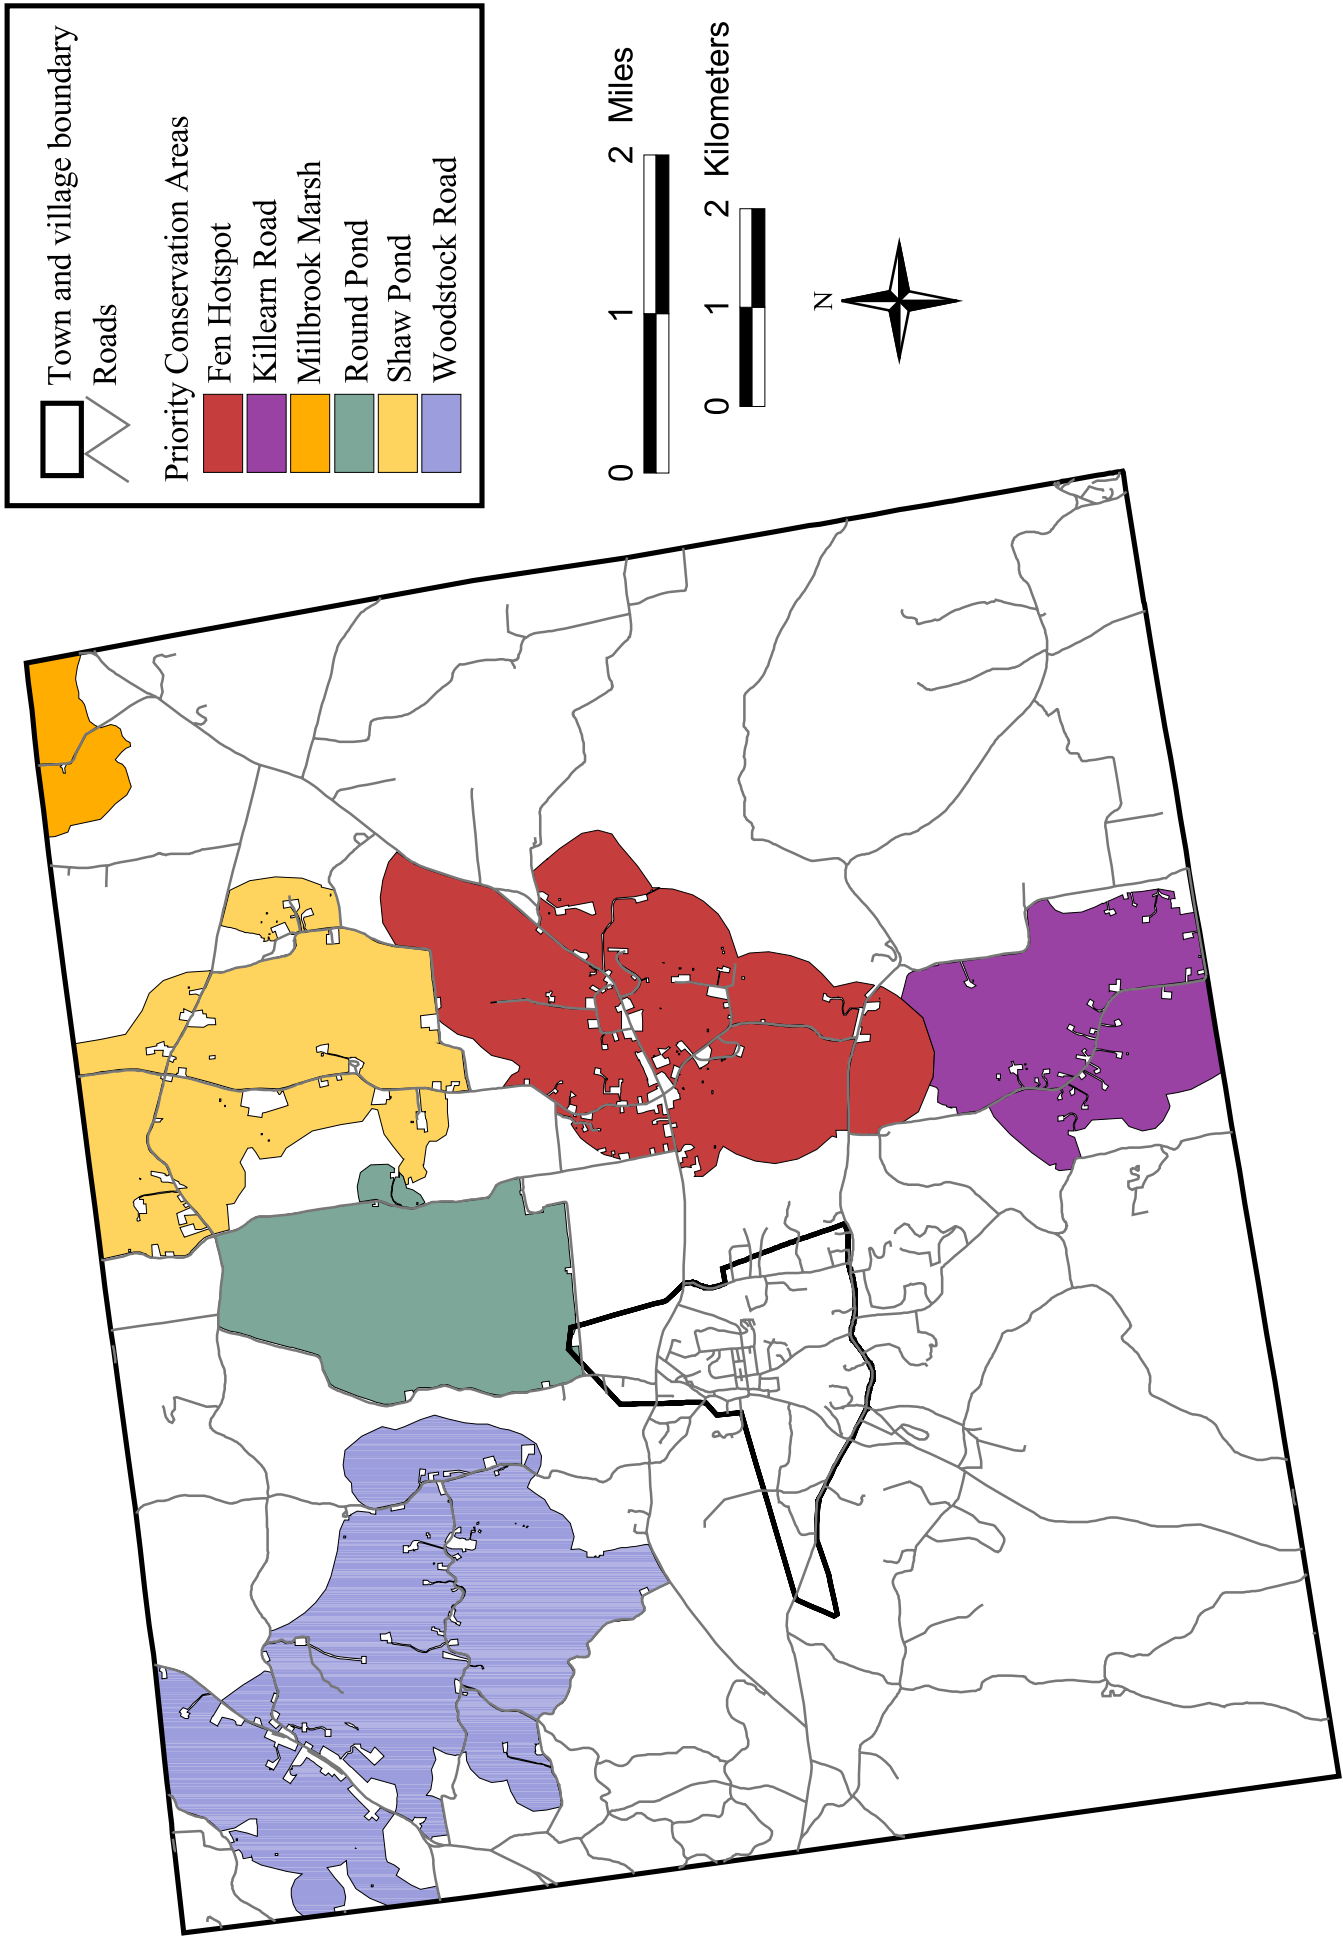 Town and village boundary
Roads
Priority Conservation Areas
Fen Hotspot
Killearn Road
Millbrook Marsh
Round Pond
Shaw Pond
Woodstock Road
0 1 2 Miles
0 1 2 Kilometers
N